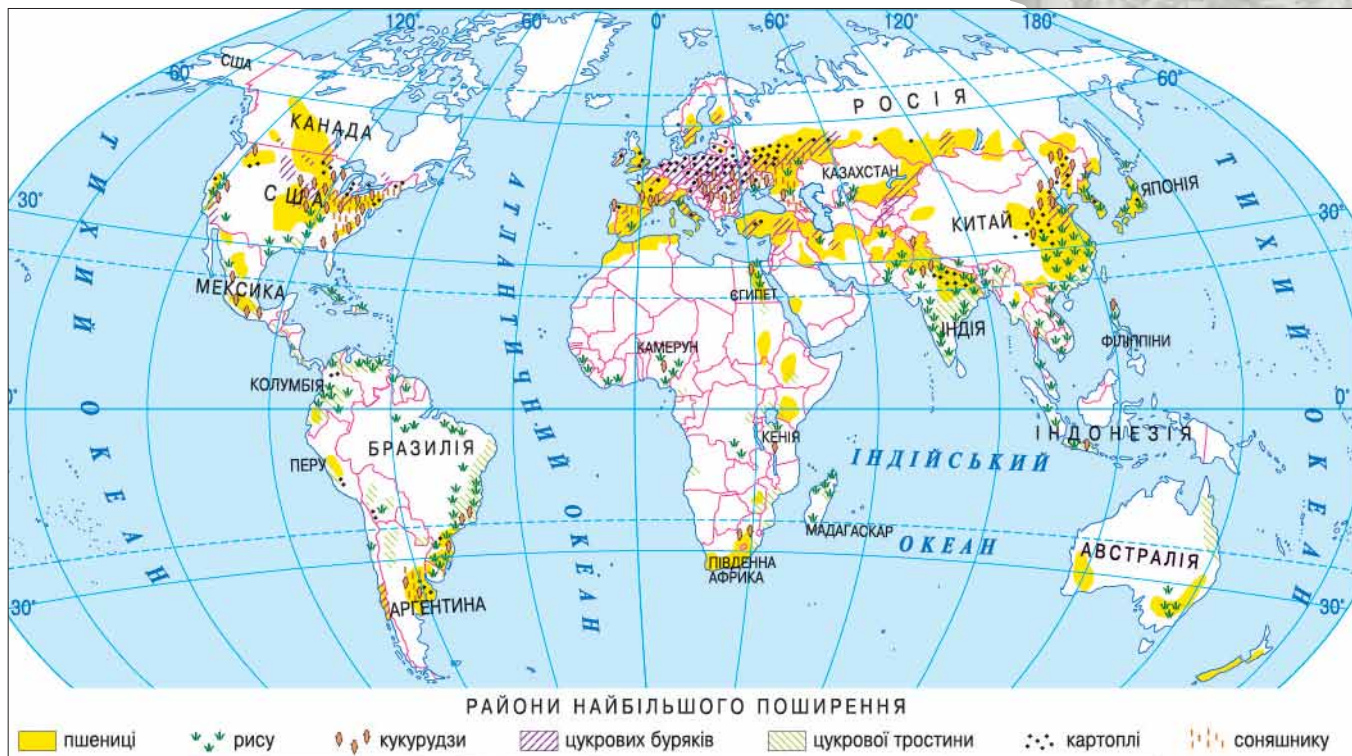 120° 60° 0° 60° 120° 180°
США
60° 60°
РОСІЯ
КАНАДА
КАЗАХСТАН
ЯПОНІЯ
США
КИТАЙ
30° 30°
МЕКСИКА
ЄГИПЕТ
ІНДІЯ
ФІЛІППІНИ
КАМЕРУН
КОЛУМБІЯ
0° 0°
БРАЗИЛІЯ
КЕНІЯ
ІНДОНЕЗІЯ
ПЕРУ
ІНДІЙСЬКИЙ
МАДАГАСКАР
ОКЕАН
АВСТРАЛІЯ
ПІВДЕННА
АФРИКА
АРГЕНТИНА
30° 30°
ТИХИЙ ОКЕАН
АТЛАНТИЧНИЙ ОКЕАН
ТИХИЙ ОКЕАН
РАЙОНИ НАЙБІЛЬШОГО ПОШИРЕННЯ
пшениці рису кукурудзи цукрових буряків цукрової тростини картоплі соняшнику